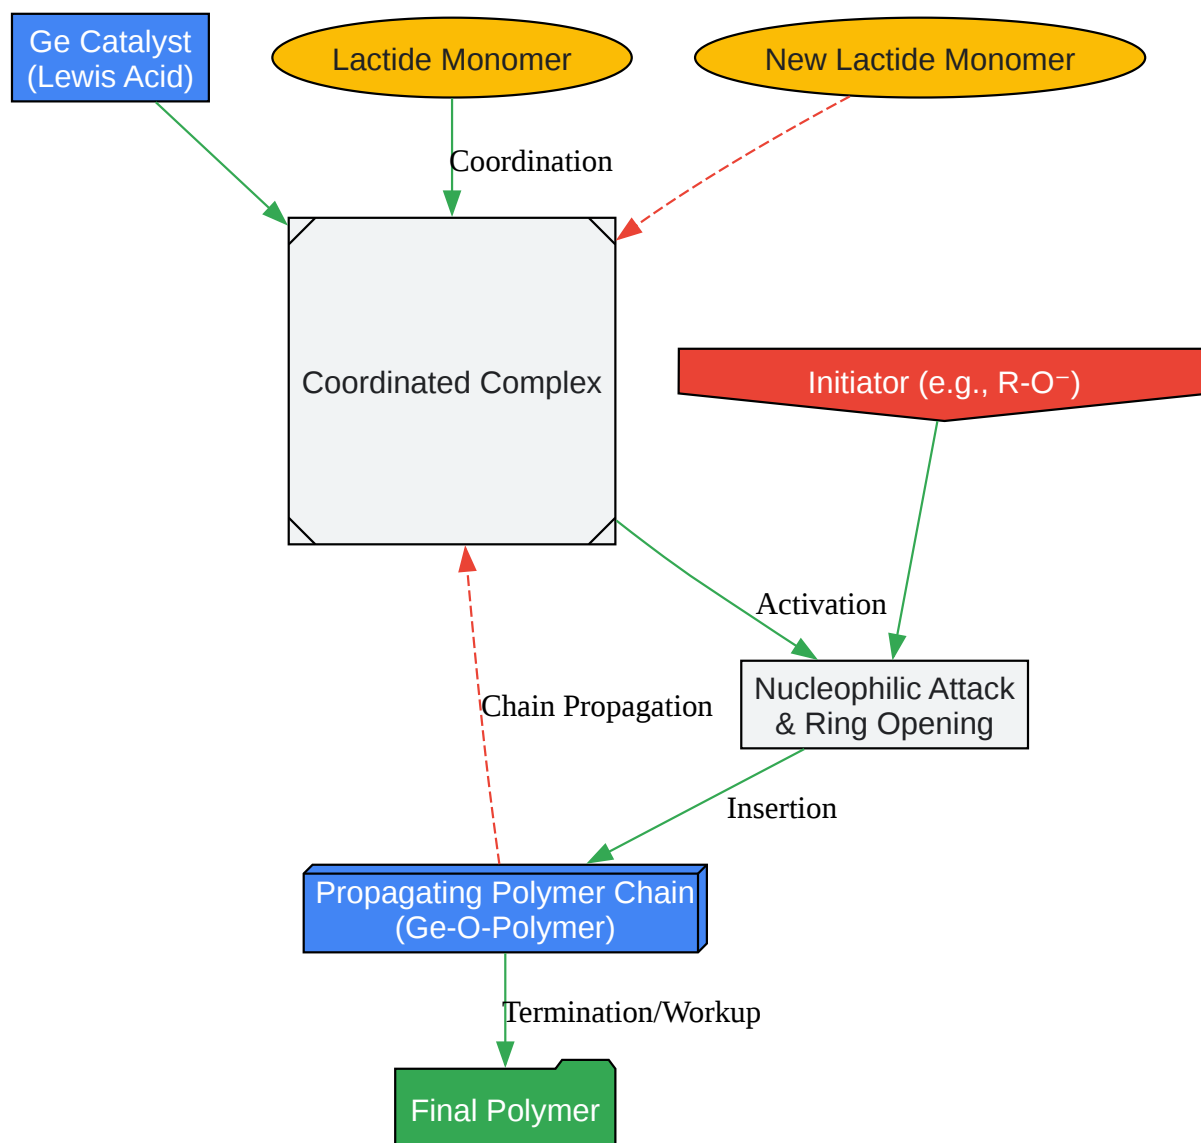 Ge Catalyst
(Lewis Acid)
Lactide Monomer
New Lactide Monomer
Coordination
Coordinated Complex
Initiator (e.g., R-O⁻)
Activation
Nucleophilic Attack
& Ring Opening
Chain Propagation
Insertion
Propagating Polymer Chain
(Ge-O-Polymer)
Termination/Workup
Final Polymer